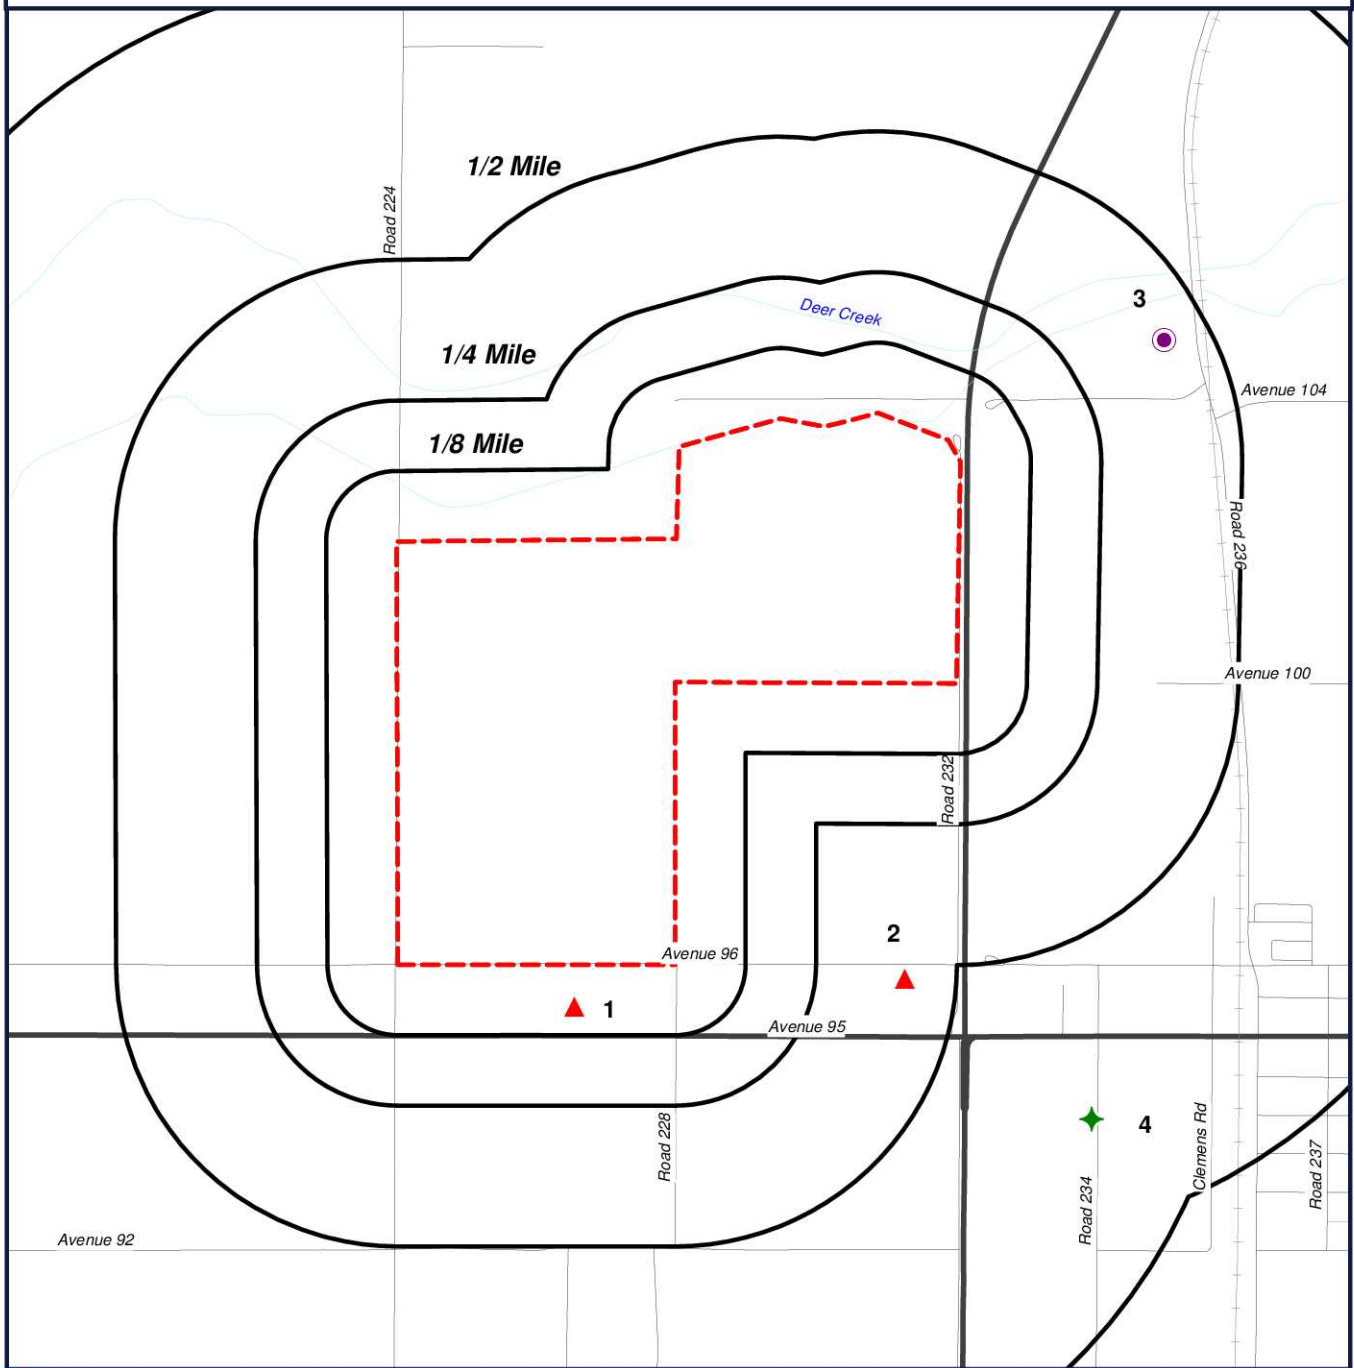 1/2 Mile
Road 224
3
Deer Creek
1/4 Mile
Avenue 104
1/8 Mile
Road 236
Avenue 100
Road 232
2
Avenue 96
1
Avenue 95
4
Clemens Rd
Road 228
Road 237
Road 234
Avenue 92